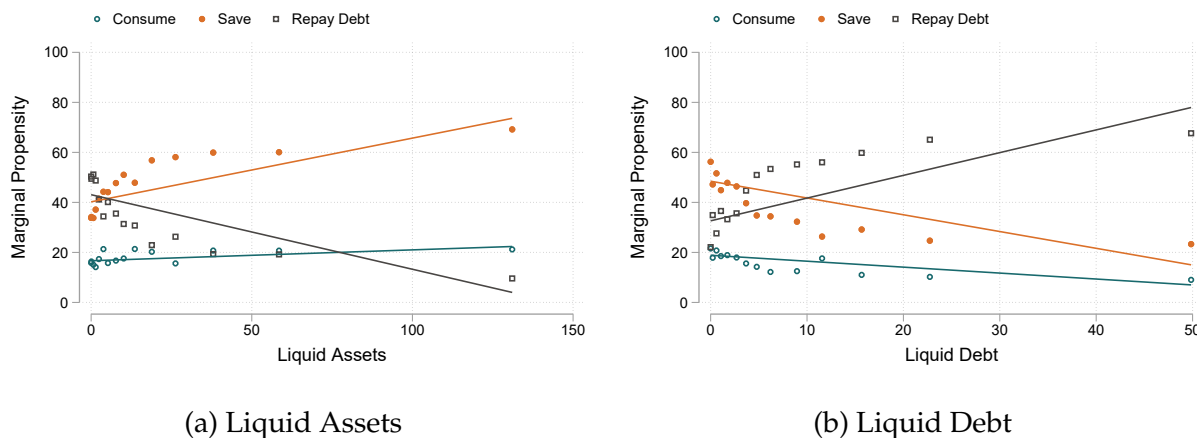 Consume Save Repay Debt
100
80
60
40
20
0
Marginal Propensity
0 50 100 150
Liquid Assets
(a) Liquid Assets
Consume Save Repay Debt
100
80
60
40
20
0
Marginal Propensity
0 10 20 30 40 50
Liquid Debt
(b) Liquid Debt